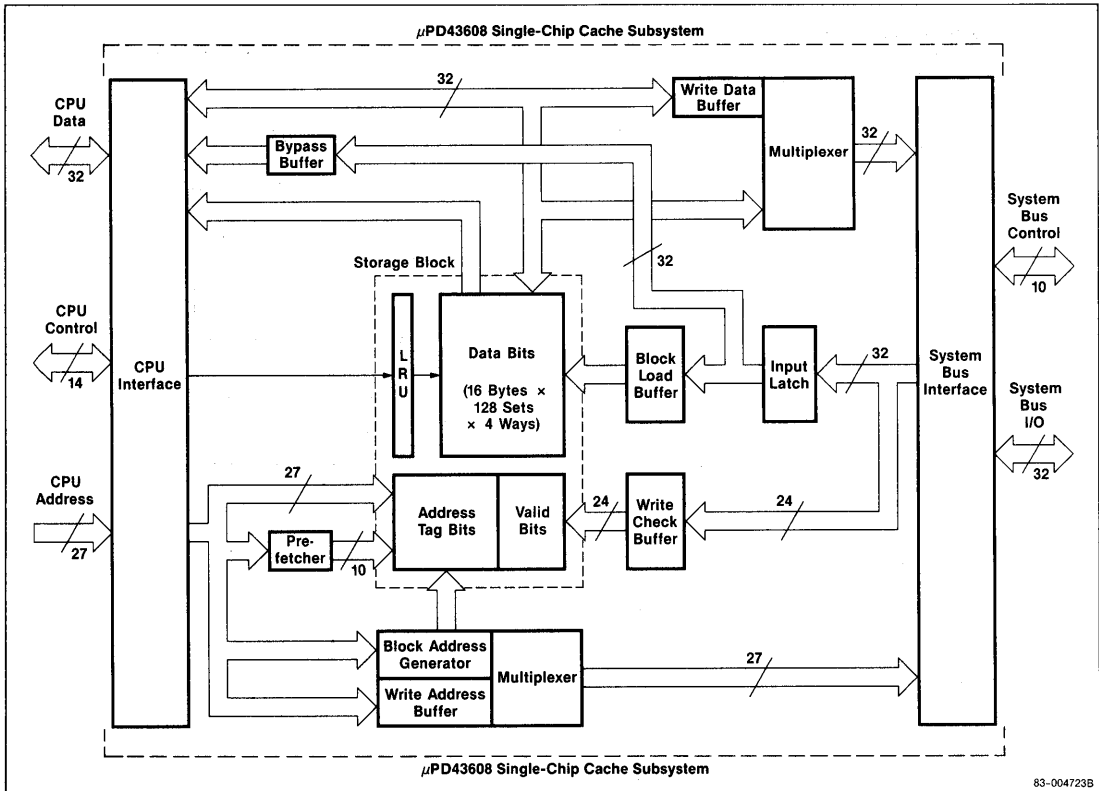 µPD43608 Single-Chip Cache Subsystem
32
CPU
Data
32
Write Data
Buffer
Multiplexer
32
Bypass
Buffer
System
Bus
Control
10
32
Storage Block
CPU
Control
14
CPU
Interface
L
R
U
Data Bits
(16 Bytes ×
128 Sets
× 4 Ways)
Block
Load
Buffer
Input
Latch
32
System
Bus
Interface
System
Bus
I/O
32
CPU
Address
27
27
Address
Tag Bits
Valid
Bits
24
Write
Check
Buffer
24
Pre-
fetcher
10
Block Address
Generator
Write Address
Buffer
Multiplexer
27
µPD43608 Single-Chip Cache Subsystem
83-004723B